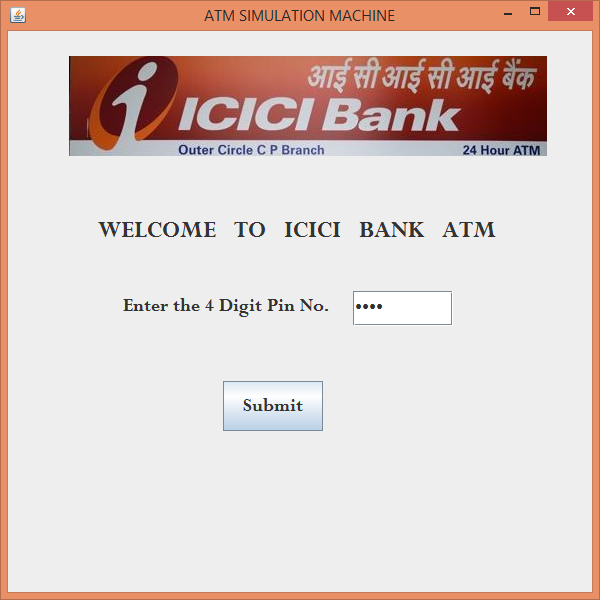 ATM SIMULATION MACHINE
आई सी आई सी आई बैंक
ICICI Bank
Outer Circle C P Branch 24 Hour ATM
WELCOME TO ICICI BANK ATM
Enter the 4 Digit Pin No. ••••
Submit